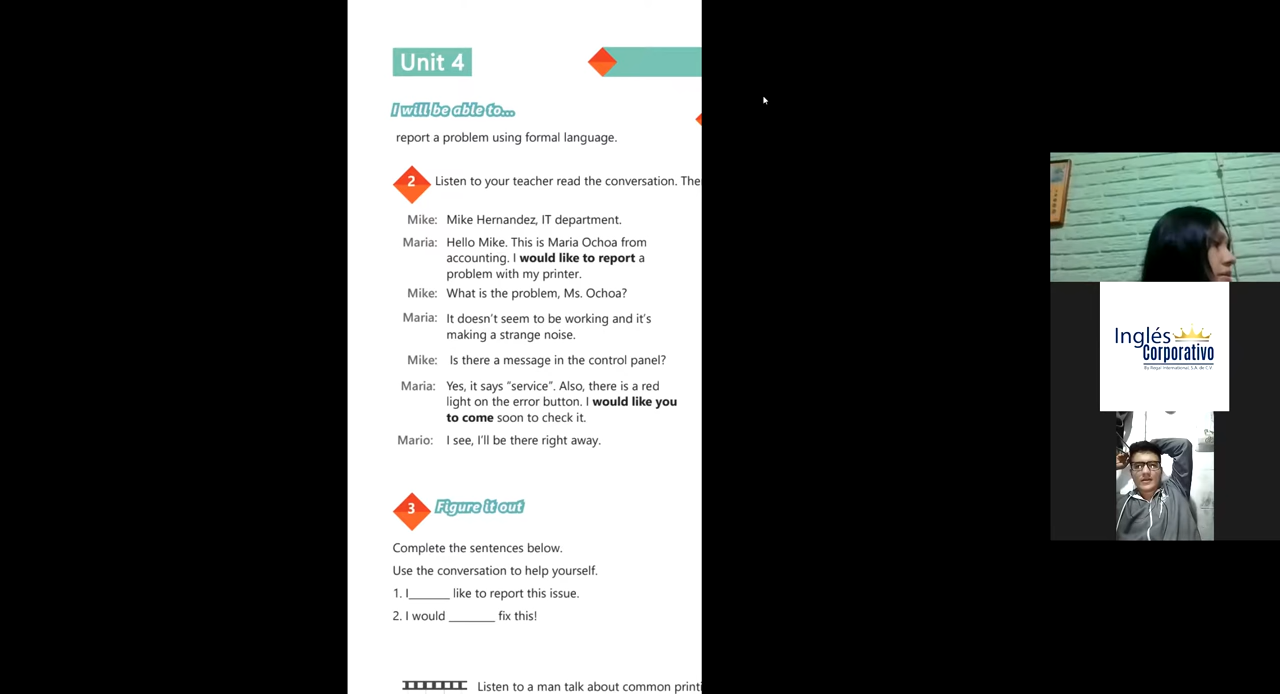 Unit 4
I will be able to...
report a problem using formal language.
2 Listen to your teacher read the conversation. The
Mike: Mike Hernandez, IT department.
Maria: Hello Mike. This is Maria Ochoa from
accounting. I would like to report a
problem with my printer.
Mike: What is the problem, Ms. Ochoa?
Maria: It doesn't seem to be working and it's
making a strange noise.
Mike: Is there a message in the control panel?
Maria: Yes, it says “service”. Also, there is a red
light on the error button. I would like you
to come soon to check it.
Mario: I see, I'll be there right away.
3 Figure it out
Complete the sentences below.
Use the conversation to help yourself.
1. I_______ like to report this issue.
2. I would ________ fix this!
Listen to a man talk about common printi
Inglés
Corporativo